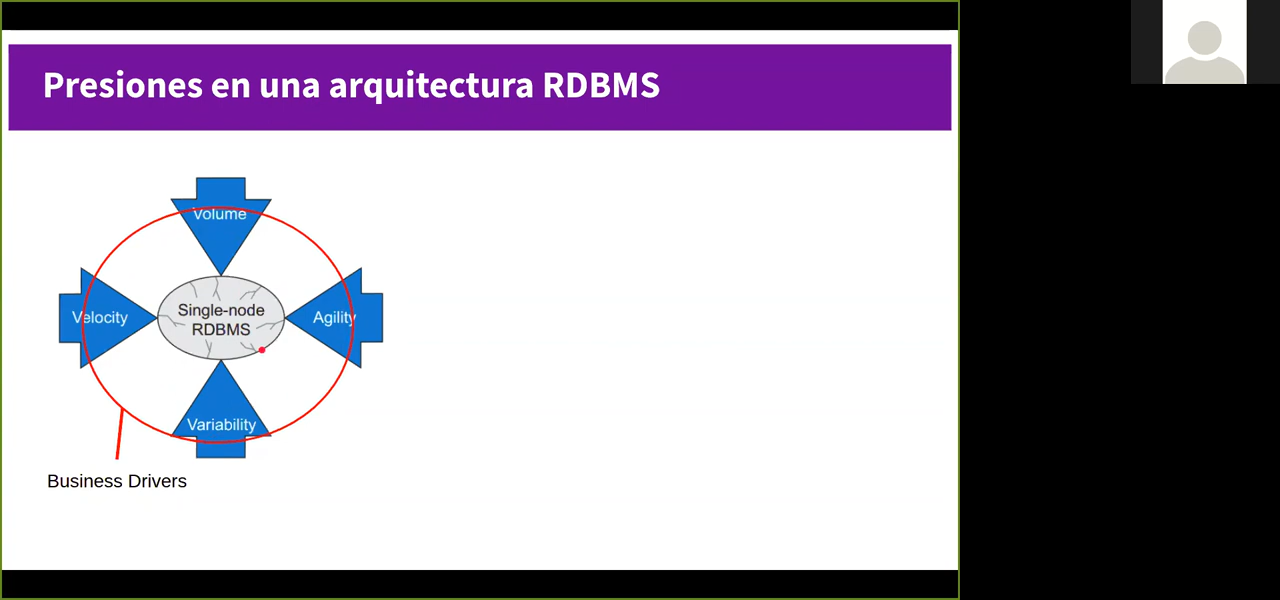 Presiones en una arquitectura RDBMS
Volume
Velocity
Single-node
RDBMS
Agility
Variability
Business Drivers